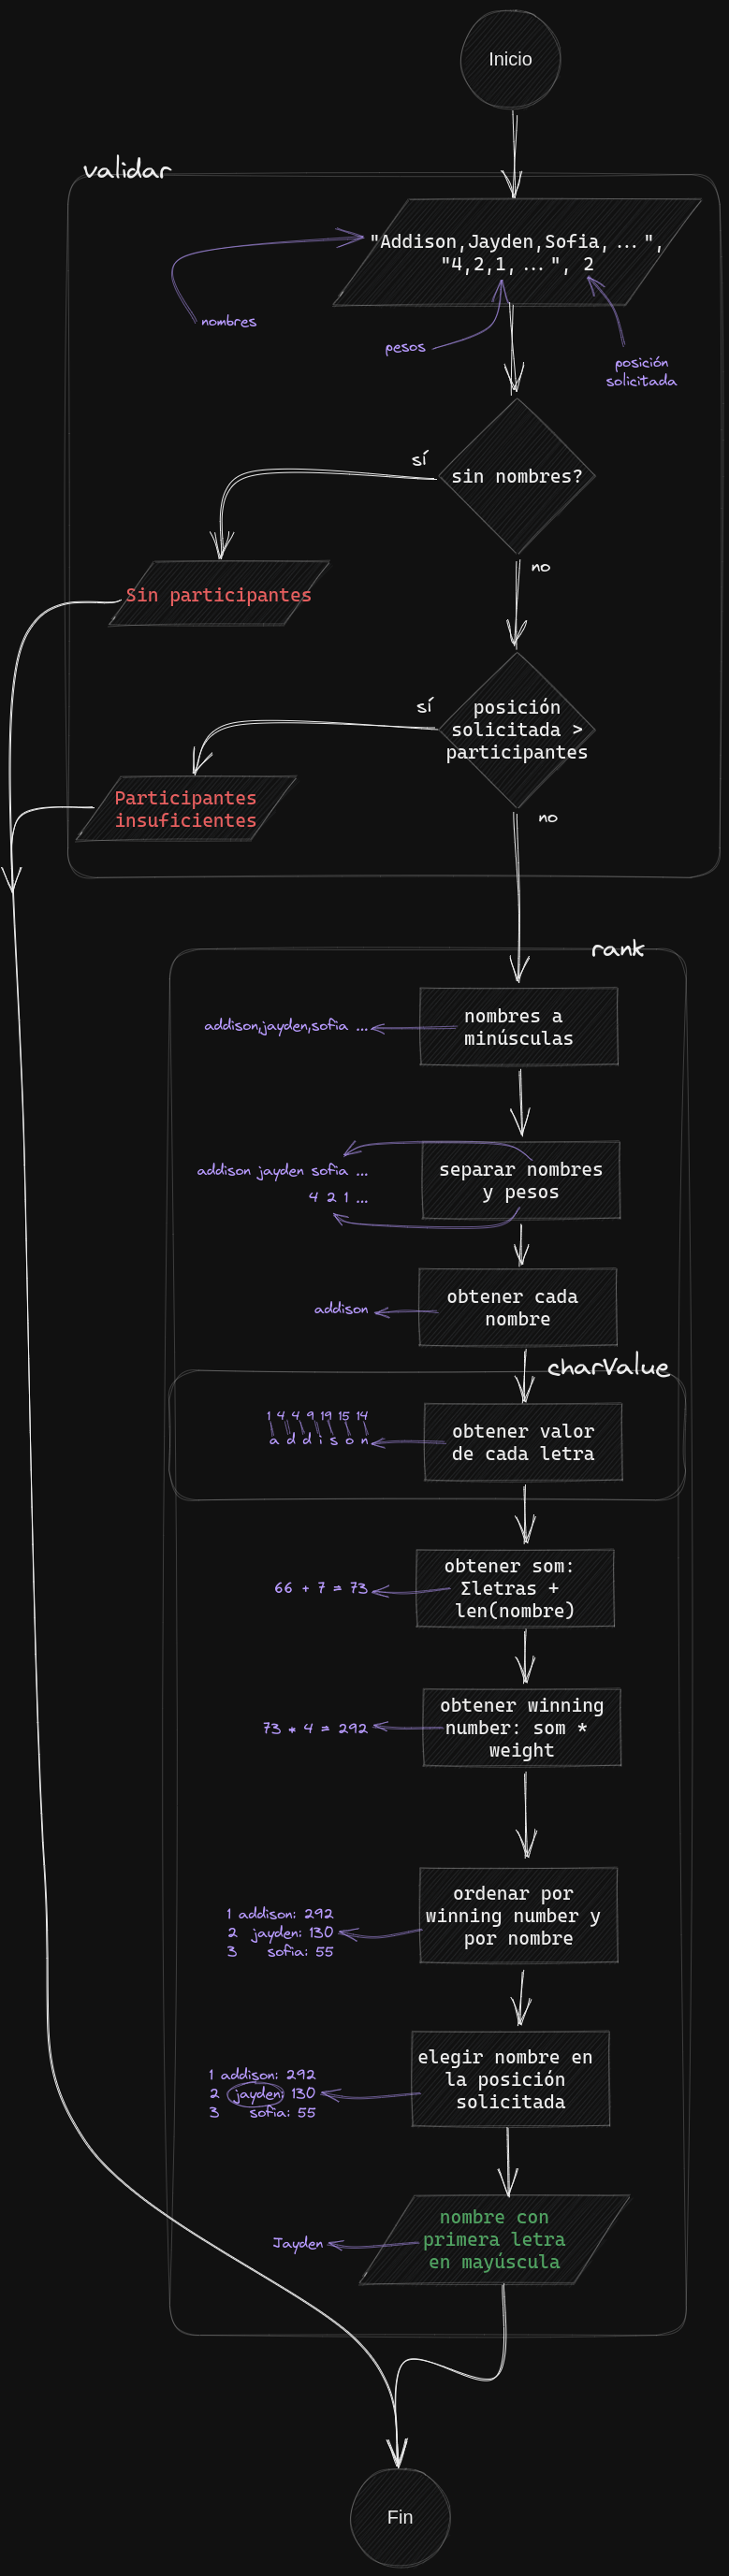 Inicio
validar
"Addison,Jayden,Sofia, ... ",
"4,2,1, ... ", 2
nombres
pesos
posición
solicitada
sí
sin nombres?
no
Sin participantes
sí
posición
solicitada >
participantes
Participantes
insuficientes
no
rank
nombres a
minúsculas
addison,jayden,sofia ...
separar nombres
y pesos
addison jayden sofia ...
4 2 1 ...
obtener cada
nombre
addison
charValue
1 4 4 9 19 15 14
a d d i s o n
obtener valor
de cada letra
obtener som:
Σletras +
len(nombre)
66 + 7 = 73
obtener winning
number: som *
weight
73 * 4 = 292
ordenar por
winning number y
por nombre
1 addison: 292
2 jayden: 130
3 sofia: 55
elegir nombre en
la posición
solicitada
1 addison: 292
2 jayden: 130
3 sofia: 55
nombre con
primera letra
en mayúscula
Jayden
Fin